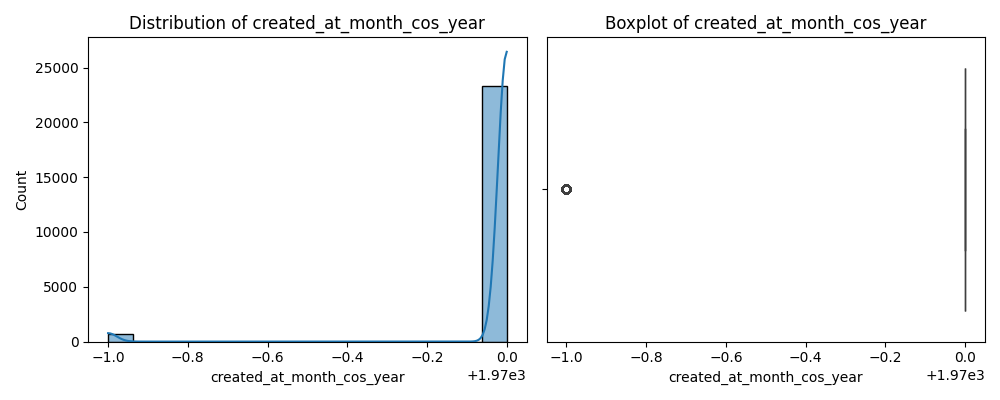 Distribution of created_at_month_cos_year
Count
25000
20000
15000
10000
5000
0
−1.0 −0.8 −0.6 −0.4 −0.2 0.0
+1.97e3
created_at_month_cos_year
Boxplot of created_at_month_cos_year
−1.0 −0.8 −0.6 −0.4 −0.2 0.0
+1.97e3
created_at_month_cos_year